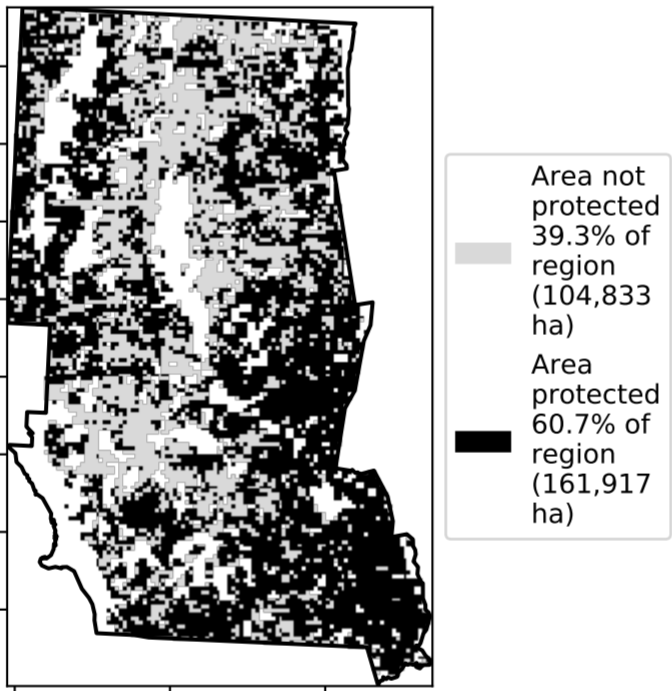 Area not
protected
39.3% of
region
(104,833
ha)
Area
protected
60.7% of
region
(161,917
ha)